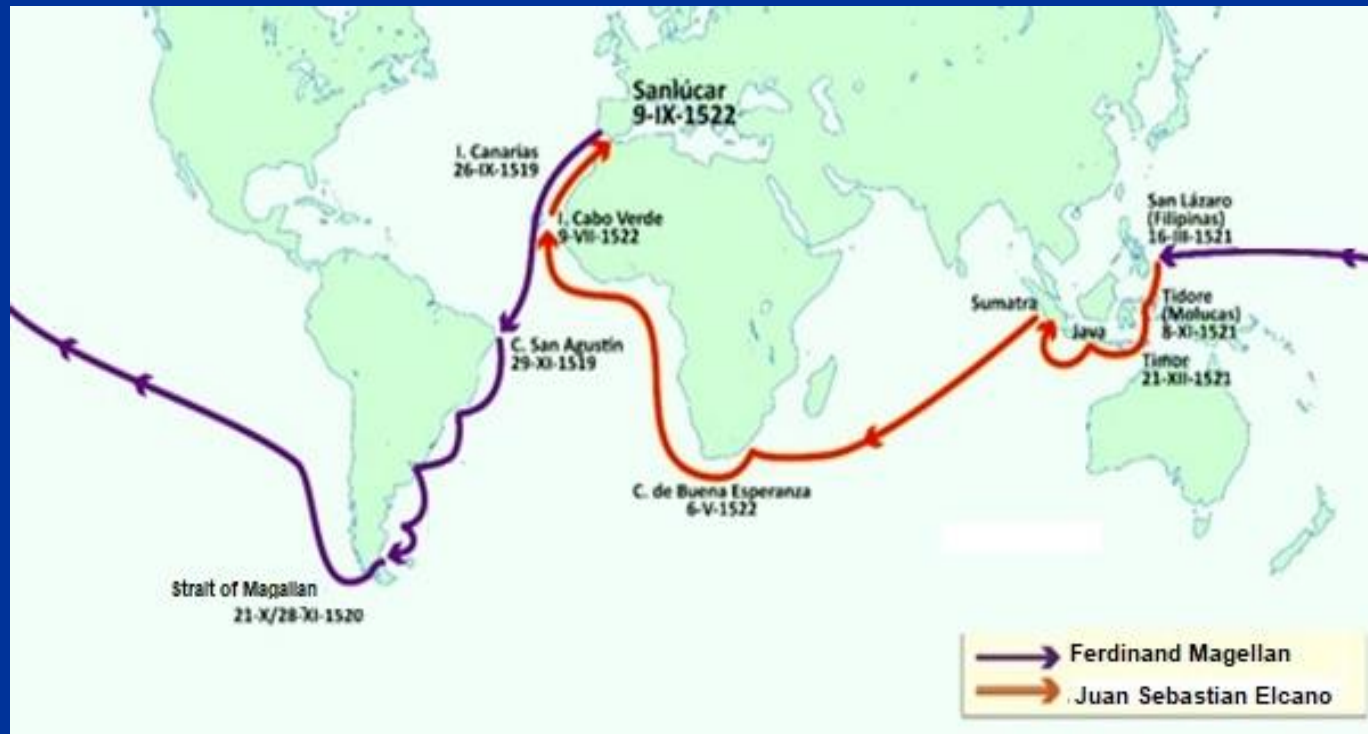 Sanlúcar
9-IX-1522
I. Canarias
26-IX-1519
I. Cabo Verde
9-VII-1522
San Lázaro
(Filipinas)
16-III-1521
Sumatra
Java
Tidore
(Molucas)
8-XI-1521
Timor
21-XII-1521
C. San Agustín
29-XI-1519
C. de Buena Esperanza
6-V-1522
Strait of Magallan
21-X/28-XI-1520
Ferdinand Magellan
Juan Sebastian Elcano